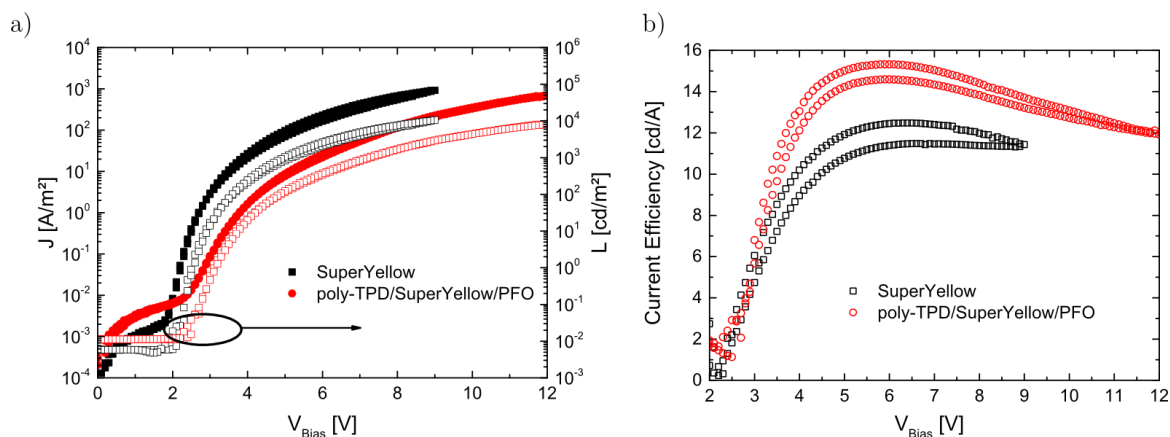 a)
10⁴
10³
10²
10¹
10⁰
10⁻¹
10⁻²
10⁻³
10⁻⁴
J [A/m²]
0 2 4 6 8 10 12
V_Bias [V]
10⁶
10⁵
10⁴
10³
10²
10¹
10⁰
10⁻¹
10⁻²
10⁻³
L [cd/m²]
SuperYellow
poly-TPD/SuperYellow/PFO
b)
16
14
12
10
8
6
4
2
0
Current Efficiency [cd/A]
2 3 4 5 6 7 8 9 10 11 12
V_Bias [V]
SuperYellow
poly-TPD/SuperYellow/PFO